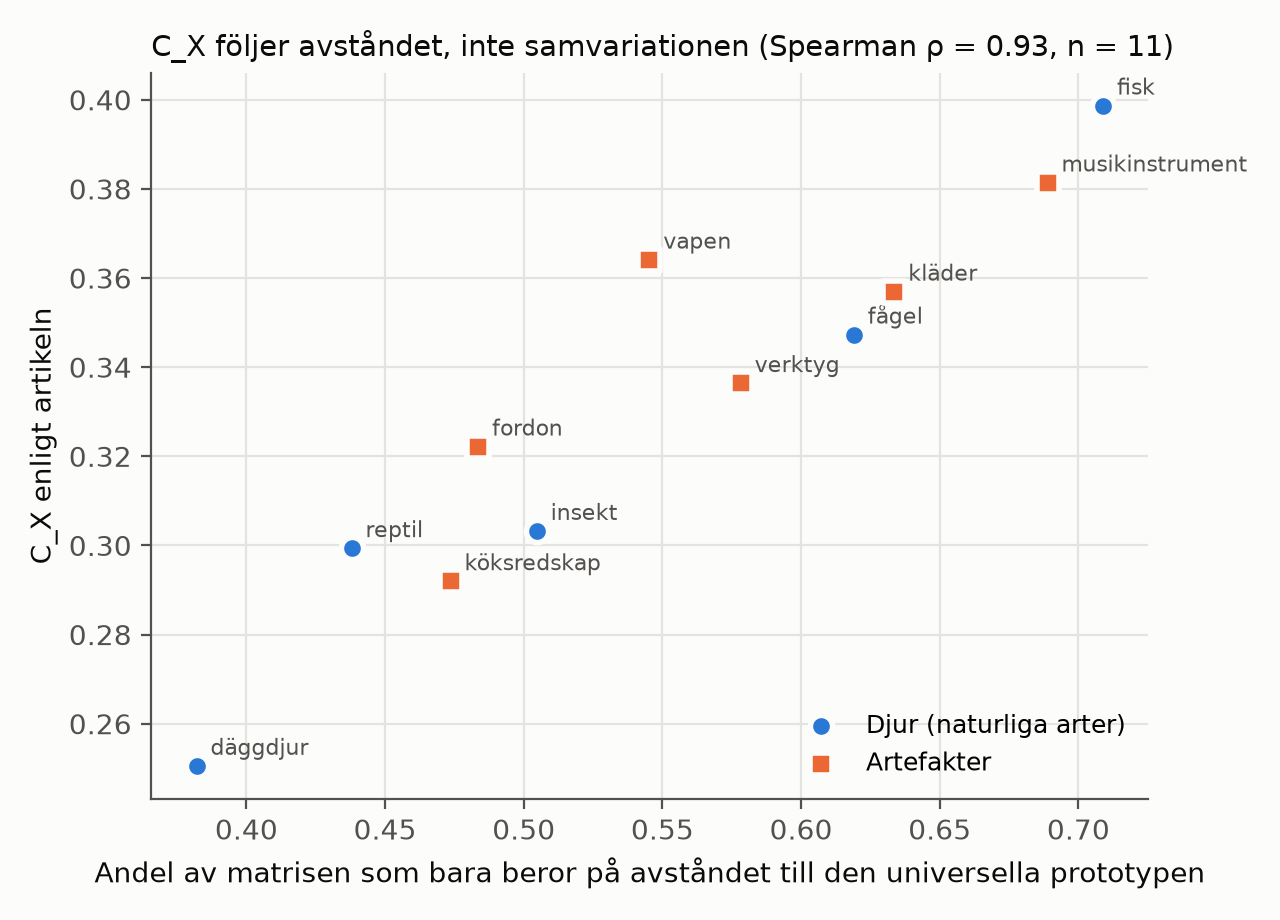 C_X följer avståndet, inte samvariationen (Spearman ρ = 0.93, n = 11)
C_X enligt artikeln
0.40
0.38
0.36
0.34
0.32
0.30
0.28
0.26
fisk
musikinstrument
vapen
kläder
fågel
verktyg
fordon
insekt
reptil
köksredskap
däggdjur
Djur (naturliga arter)
Artefakter
0.40 0.45 0.50 0.55 0.60 0.65 0.70
Andel av matrisen som bara beror på avståndet till den universella prototypen